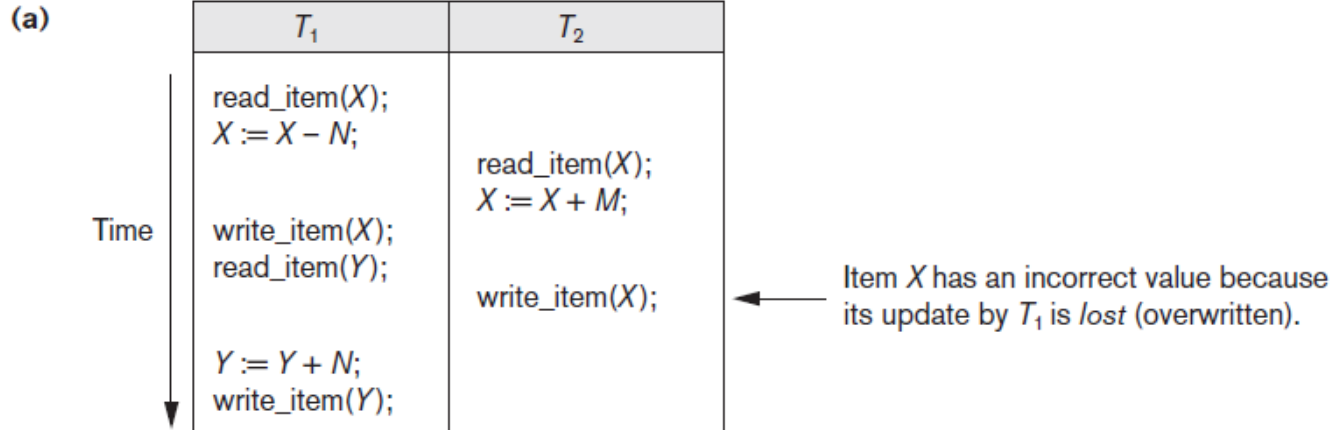 (a)
T₁ T₂
read_item(X);
X := X – N;
read_item(X);
X := X + M;
Time
write_item(X);
read_item(Y);
write_item(X);
Item X has an incorrect value because
its update by T₁ is lost (overwritten).
Y := Y + N;
write_item(Y);